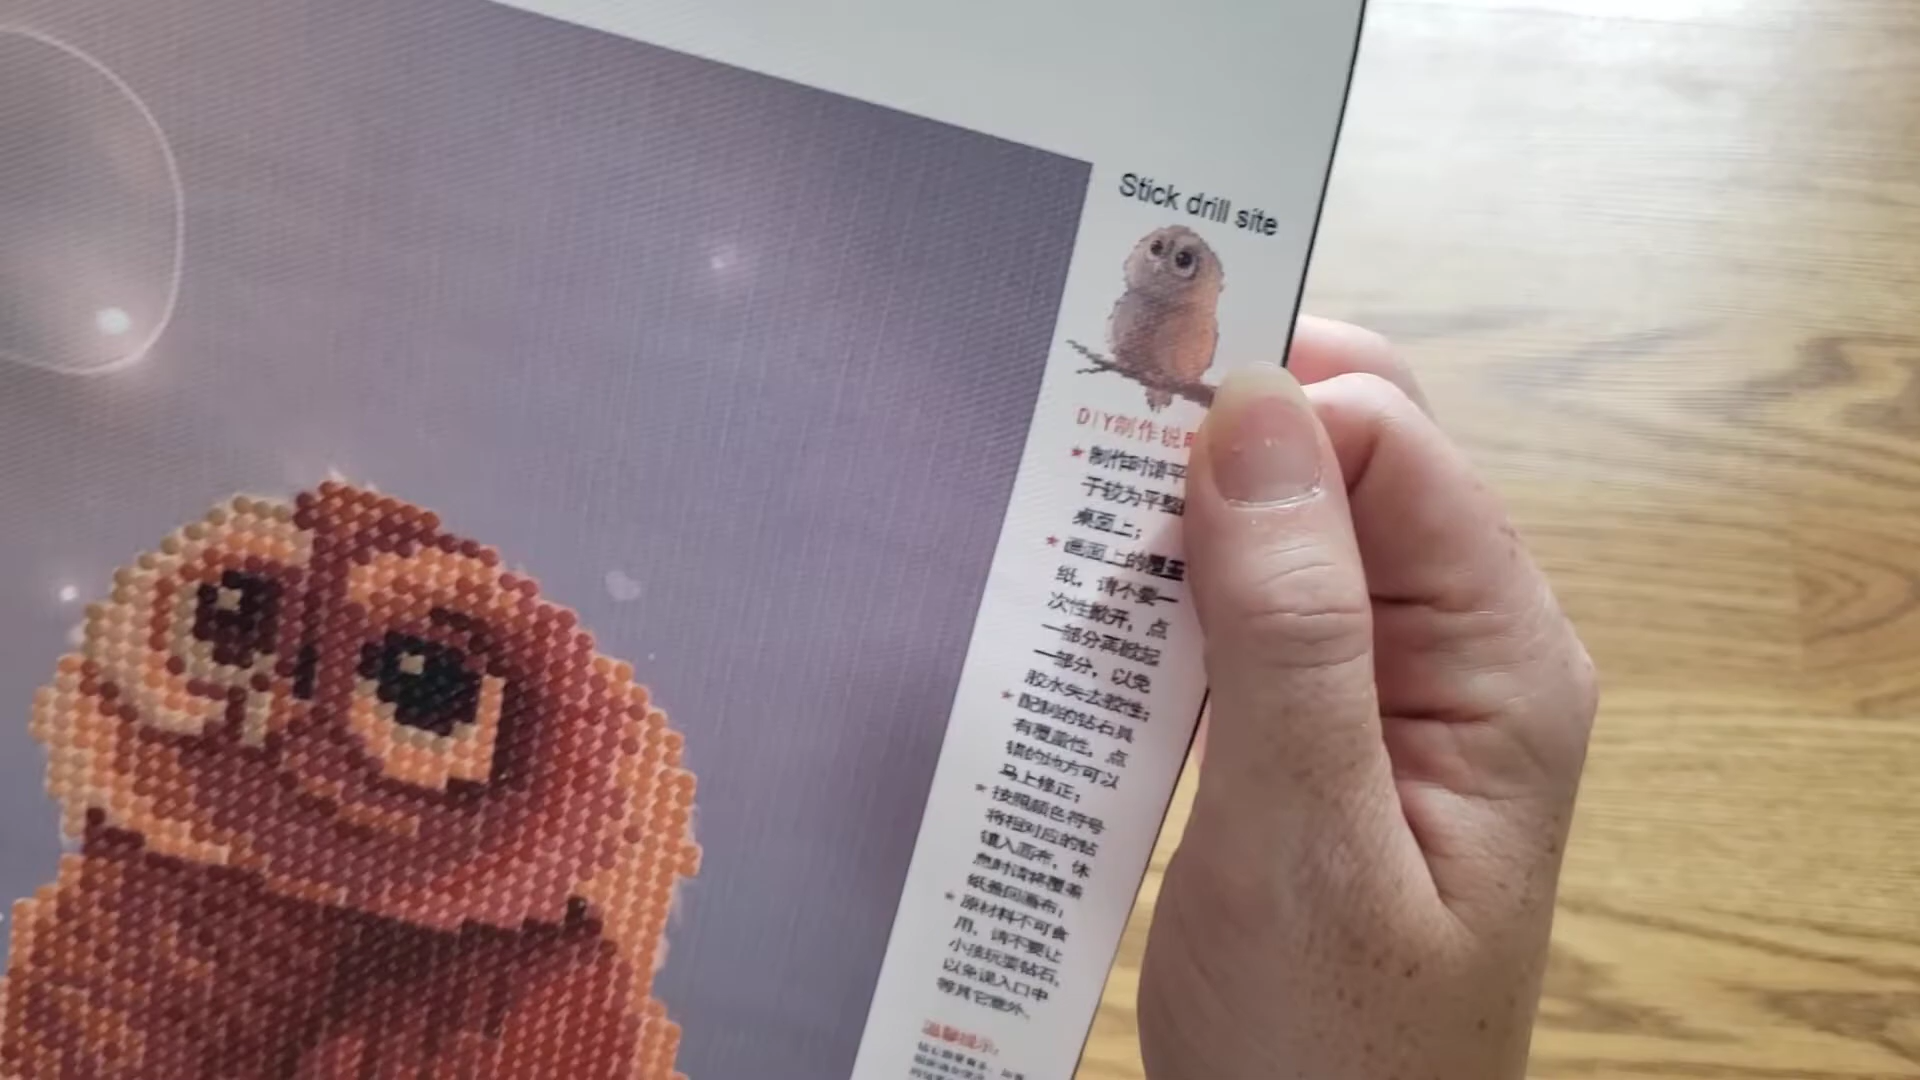 Stick drill site
DIY制作说
★ 制作时请平
于较为平整
桌面上；
★ 画面上的覆盖
纸，请不要一
次性掀开，点
一部分再掀起
一部分，以免
胶水失去胶性；
★ 配制的钻石具
有覆盖性，点
错的地方可以
马上修正；
★ 按照颜色符号
将相对应的钻
镶入画布，休
息时请将覆盖
纸盖回画布；
★ 原材料不可食
用，请不要让
小孩玩耍钻石，
以免误入口中
等其它意外。
温馨提示：